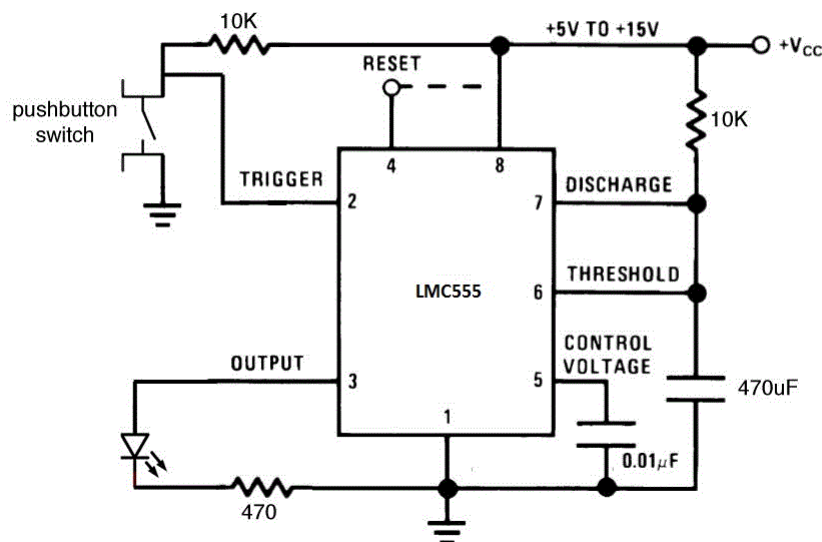 10K
+5V TO +15V
+VCC
RESET
pushbutton
switch
10K
4
8
TRIGGER
2
7
DISCHARGE
LMC555
6
THRESHOLD
OUTPUT
3
5
CONTROL
VOLTAGE
1
470uF
0.01μF
470